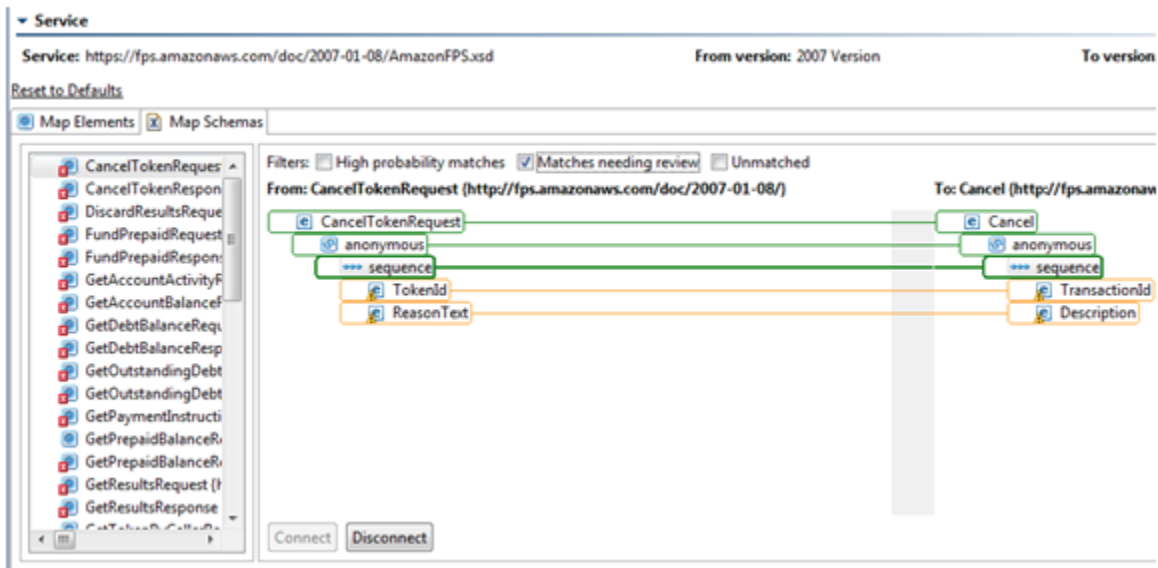 Service
Service: https://fps.amazonaws.com/doc/2007-01-08/AmazonFPS.xsd From version: 2007 Version To version
Reset to Defaults
Map Elements Map Schemas
CancelTokenReques
CancelTokenRespon
DiscardResultsReque
FundPrepaidRequest
FundPrepaidRespon
GetAccountActivityR
GetAccountBalanceF
GetDebtBalanceRequ
GetDebtBalanceResp
GetOutstandingDebt
GetOutstandingDebt
GetPaymentInstructi
GetPrepaidBalanceR
GetPrepaidBalanceR
GetResultsRequest {h
GetResultsResponse
Filters: High probability matches Matches needing review Unmatched
From: CancelTokenRequest {http://fps.amazonaws.com/doc/2007-01-08/} To: Cancel {http://fps.amazonaw
CancelTokenRequest Cancel
anonymous anonymous
sequence sequence
TokenId TransactionId
ReasonText Description
Connect Disconnect